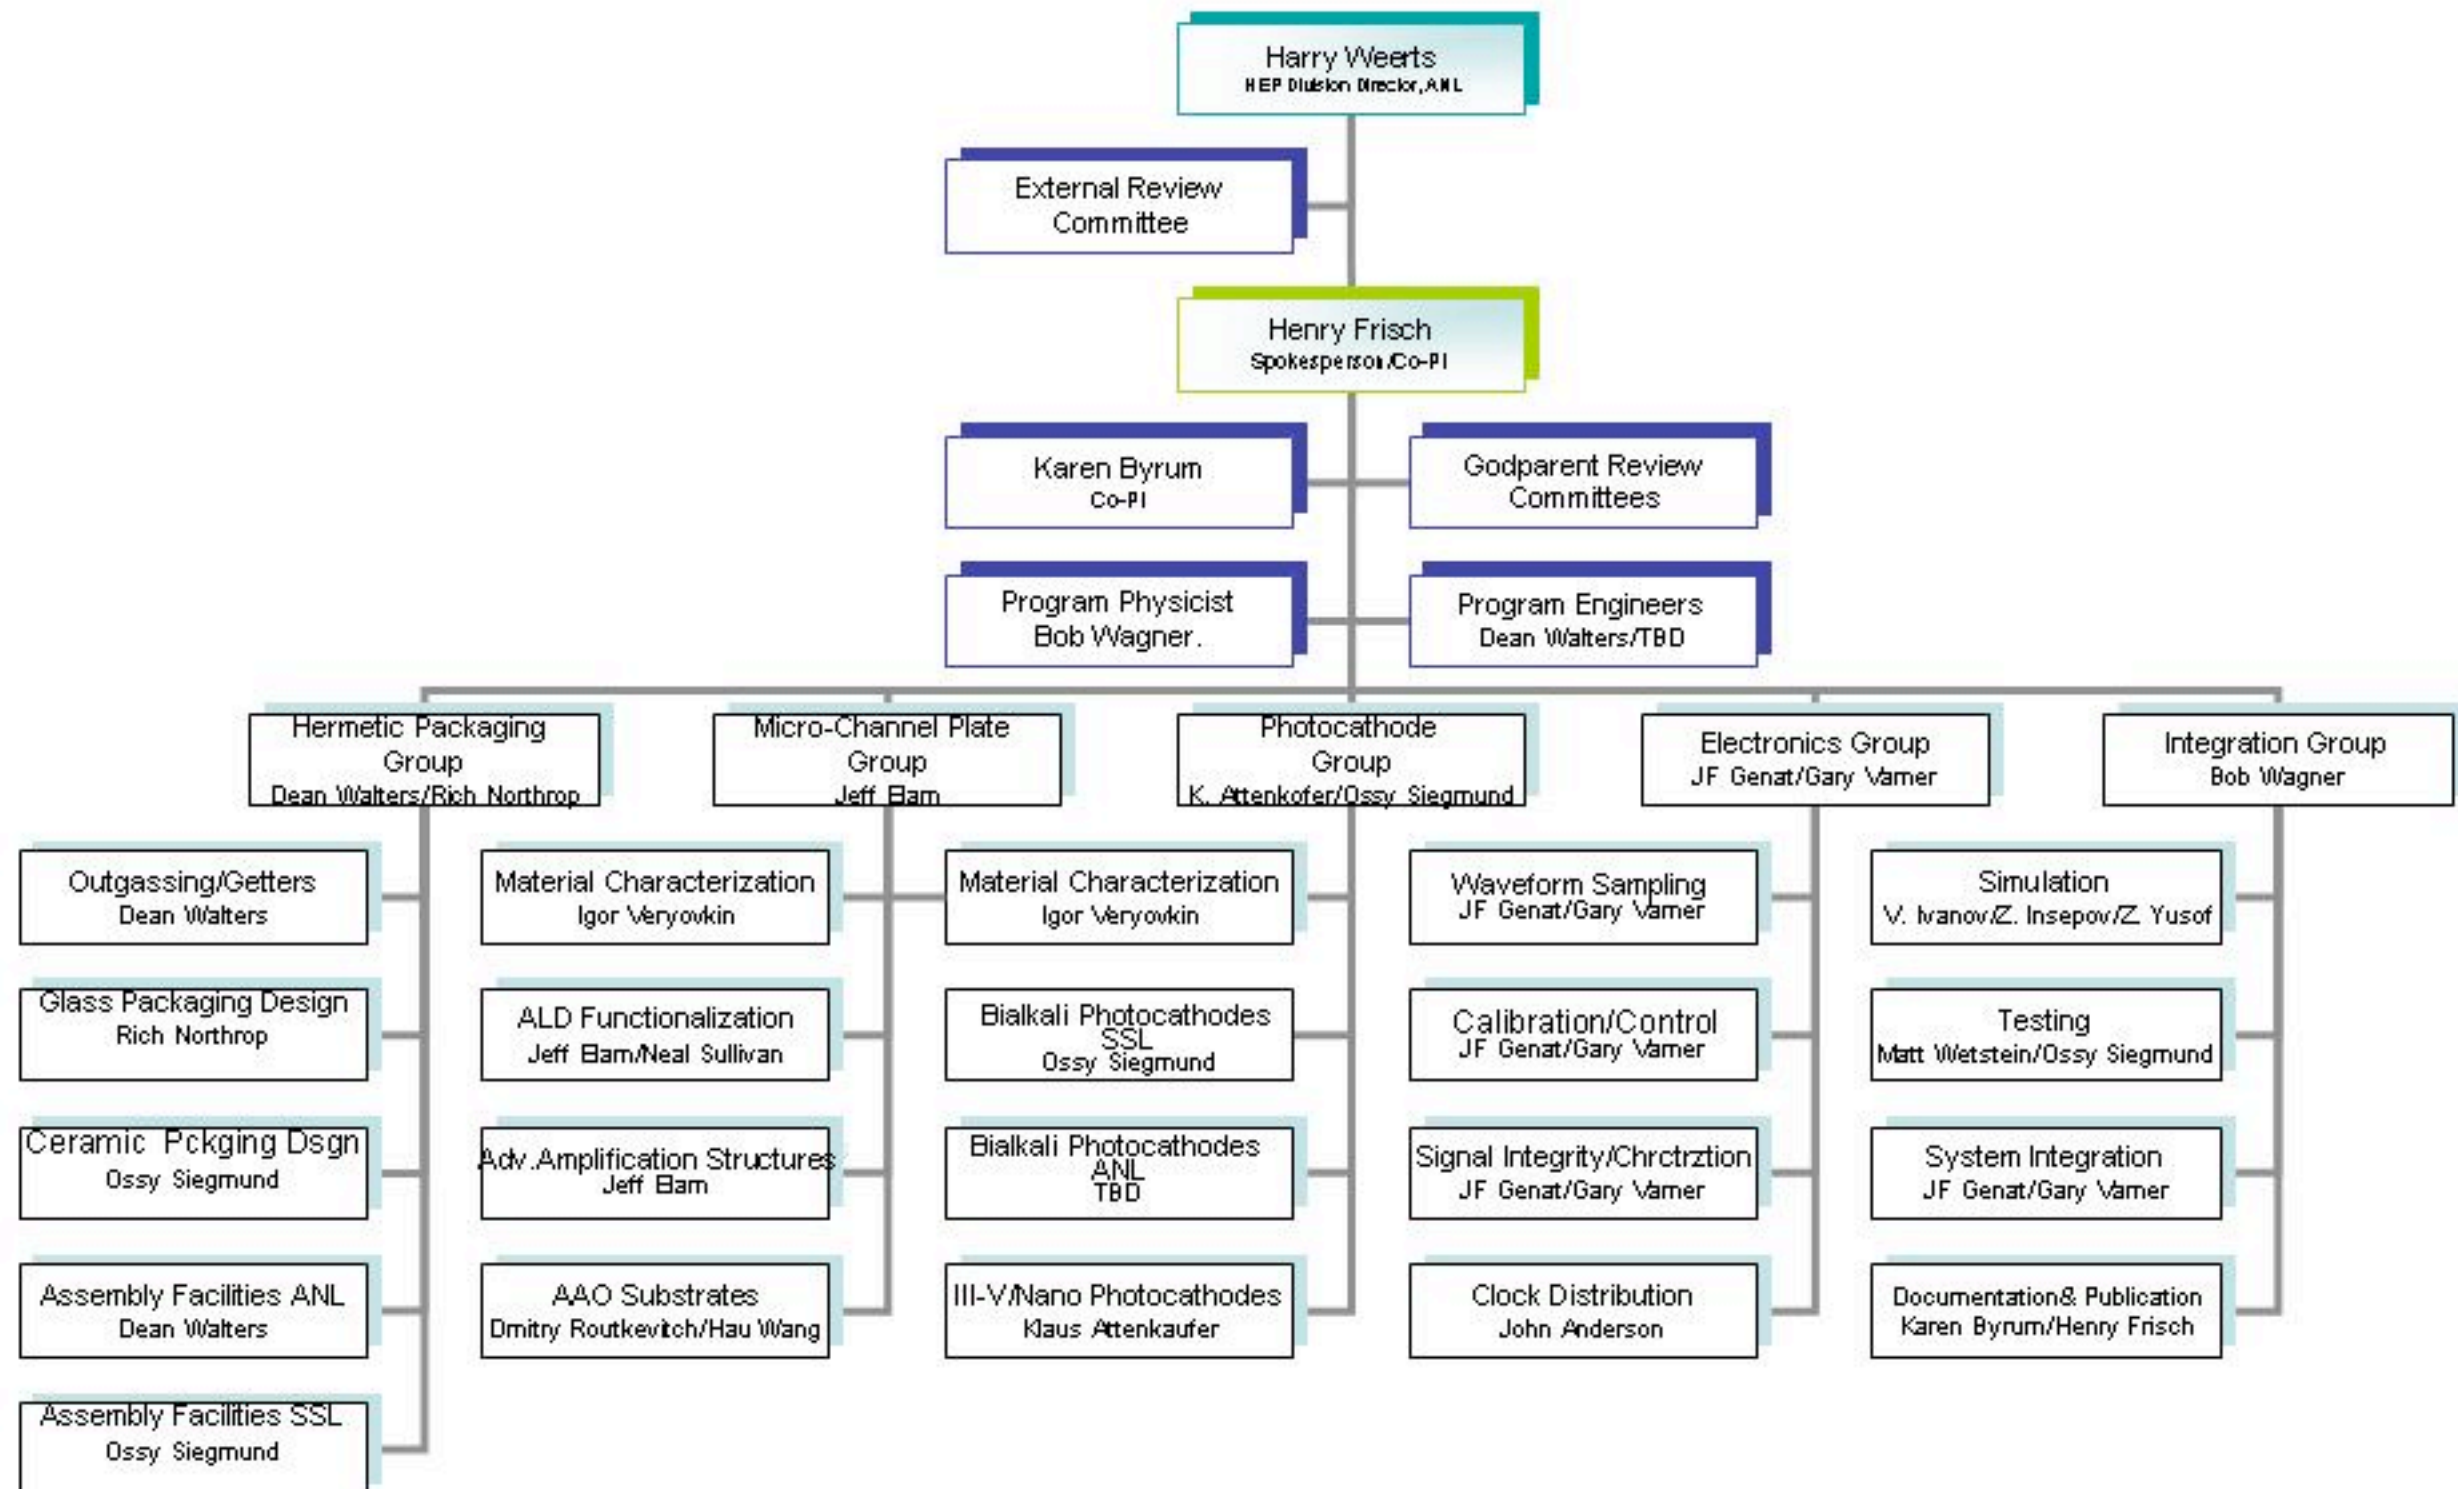 Harry Weerts
HEP Division Director, ANL
External Review
Committee
Henry Frisch
Spokesperson/Co-PI
Karen Byrum
Co-PI
Godparent Review
Committees
Program Physicist
Bob Wagner.
Program Engineers
Dean Walters/TBD
Hermetic Packaging
Group
Dean Walters/Rich Northrop
Micro-Channel Plate
Group
Jeff Elam
Photocathode
Group
K. Attenkofer/Ossy Siegmund
Electronics Group
JF Genat/Gary Varner
Integration Group
Bob Wagner
Outgassing/Getters
Dean Walters
Glass Packaging Design
Rich Northrop
Ceramic Pckging Dsgn
Ossy Siegmund
Assembly Facilities ANL
Dean Walters
Assembly Facilities SSL
Ossy Siegmund
Material Characterization
Igor Veryovkin
ALD Functionalization
Jeff Elam/Neal Sullivan
Adv.Amplification Structures
Jeff Elam
AAO Substrates
Dmitry Routkevitch/Hau Wang
Material Characterization
Igor Veryovkin
Bialkali Photocathodes
SSL
Ossy Siegmund
Bialkali Photocathodes
ANL
TBD
III-V/Nano Photocathodes
Klaus Attenkaufer
Waveform Sampling
JF Genat/Gary Varner
Calibration/Control
JF Genat/Gary Varner
Signal Integrity/Chrctrztion
JF Genat/Gary Varner
Clock Distribution
John Anderson
Simulation
V. Ivanov/Z. Insepov/Z. Yusof
Testing
Matt Wetstein/Ossy Siegmund
System Integration
JF Genat/Gary Varner
Documentation& Publication
Karen Byrum/Henry Frisch